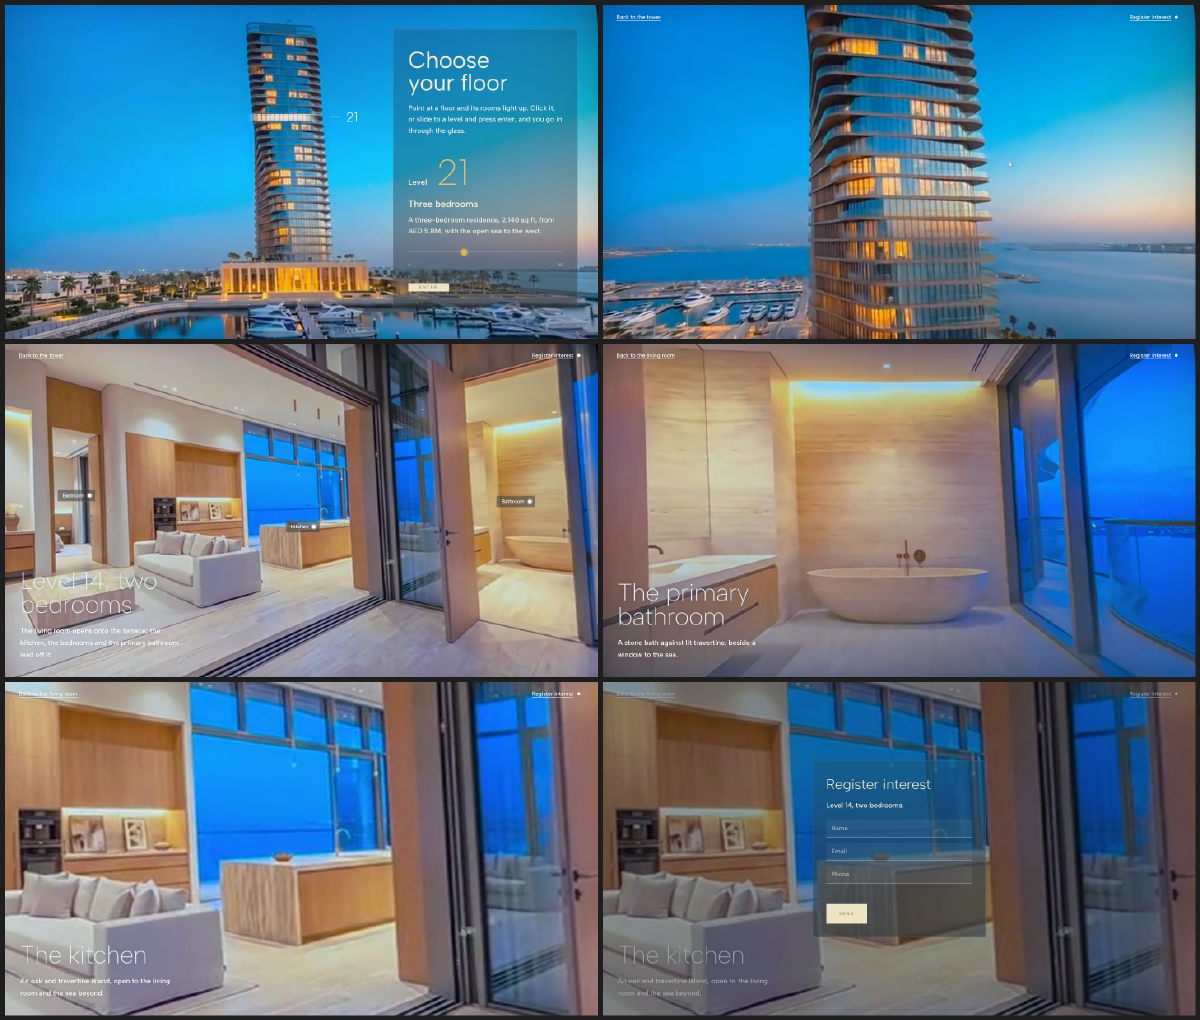 Choose
your floor
Point at a floor and its rooms light up. Click it,
or slide to a level and press enter, and you go in
through the glass.
21
Level 21
Three bedrooms
A three-bedroom residence, 2,140 sq ft, from
AED 5.8M, with the open sea to the west.
ENTER
Back to the tower
Register interest
Back to the tower
Register interest
Bedroom
Kitchen
Bathroom
Level 14, two
bedrooms
The living room opens onto the terrace; the
kitchen, the bedrooms and the primary bathroom
lead off it.
Back to the living room
Register interest
The primary
bathroom
A stone bath against lit travertine, beside a
window to the sea.
Back to the living room
Register interest
The kitchen
An oak and travertine island, open to the living
room and the sea beyond.
Back to the living room
Register interest
Register interest
Level 14, two bedrooms.
Name
Email
Phone
SEND
The kitchen
An oak and travertine island, open to the living
room and the sea beyond.